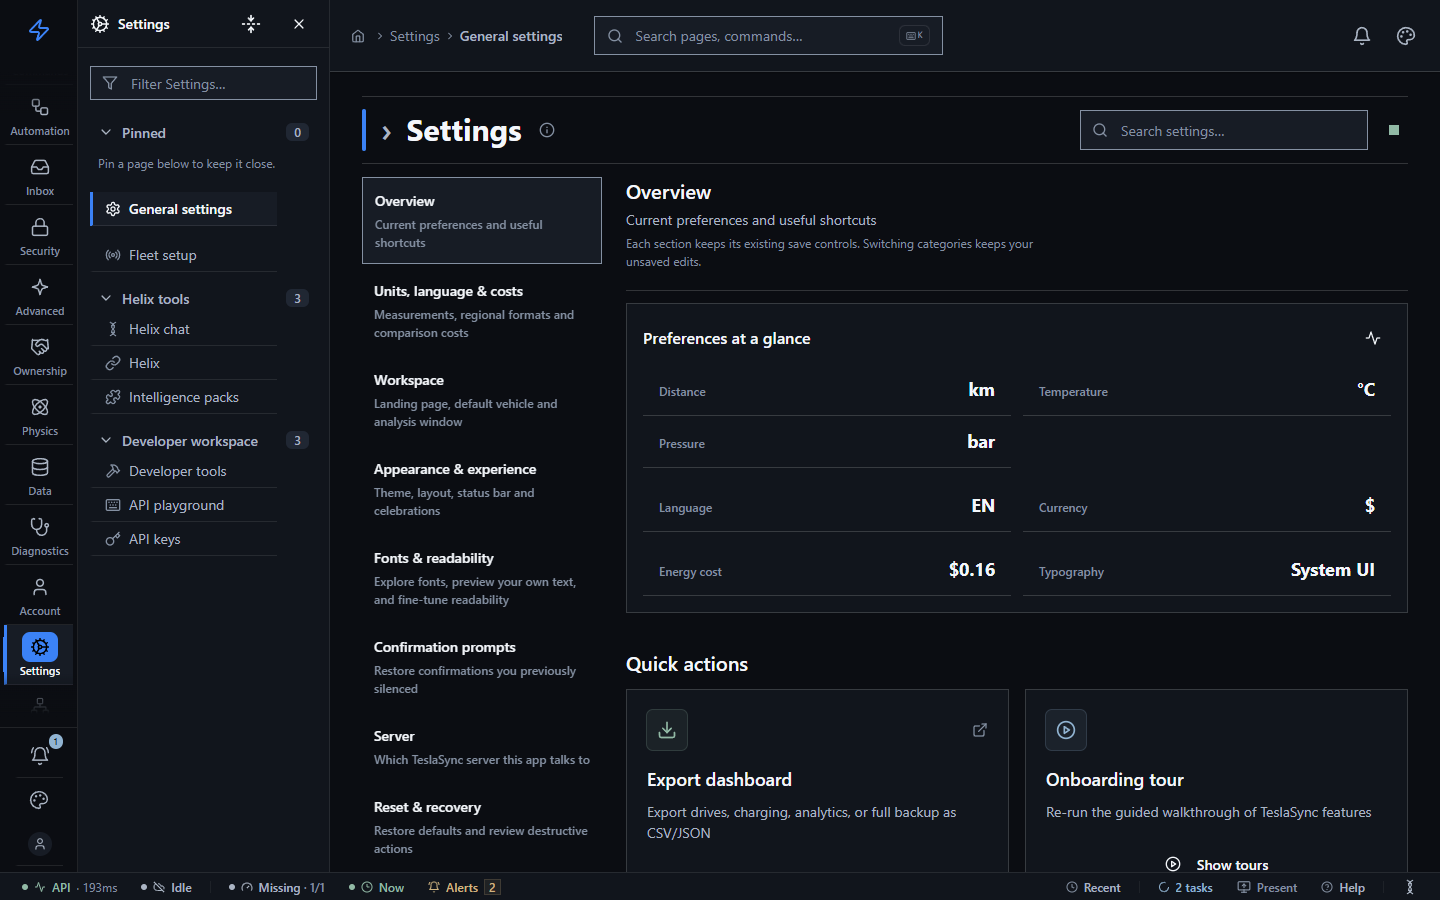 Automation
Inbox
Security
Advanced
Ownership
Physics
Data
Diagnostics
Account
Settings
1
Settings
Filter Settings...
Pinned
0
Pin a page below to keep it close.
General settings
Fleet setup
Helix tools
3
Helix chat
Helix
Intelligence packs
Developer workspace
3
Developer tools
API playground
API keys
Settings
General settings
Search pages, commands...
K
Settings
Search settings...
Overview
Current preferences and useful
shortcuts
Units, language & costs
Measurements, regional formats and
comparison costs
Workspace
Landing page, default vehicle and
analysis window
Appearance & experience
Theme, layout, status bar and
celebrations
Fonts & readability
Explore fonts, preview your own text,
and fine-tune readability
Confirmation prompts
Restore confirmations you previously
silenced
Server
Which TeslaSync server this app talks to
Reset & recovery
Restore defaults and review destructive
actions
Overview
Current preferences and useful shortcuts
Each section keeps its existing save controls. Switching categories keeps your
unsaved edits.
Preferences at a glance
Distance km
Temperature °C
Pressure bar
Language EN
Currency $
Energy cost $0.16
Typography System UI
Quick actions
Export dashboard
Export drives, charging, analytics, or full backup as
CSV/JSON
Onboarding tour
Re-run the guided walkthrough of TeslaSync features
Show tours
API · 193ms
Idle
Missing · 1/1
Now
Alerts 2
Recent
2 tasks
Present
Help